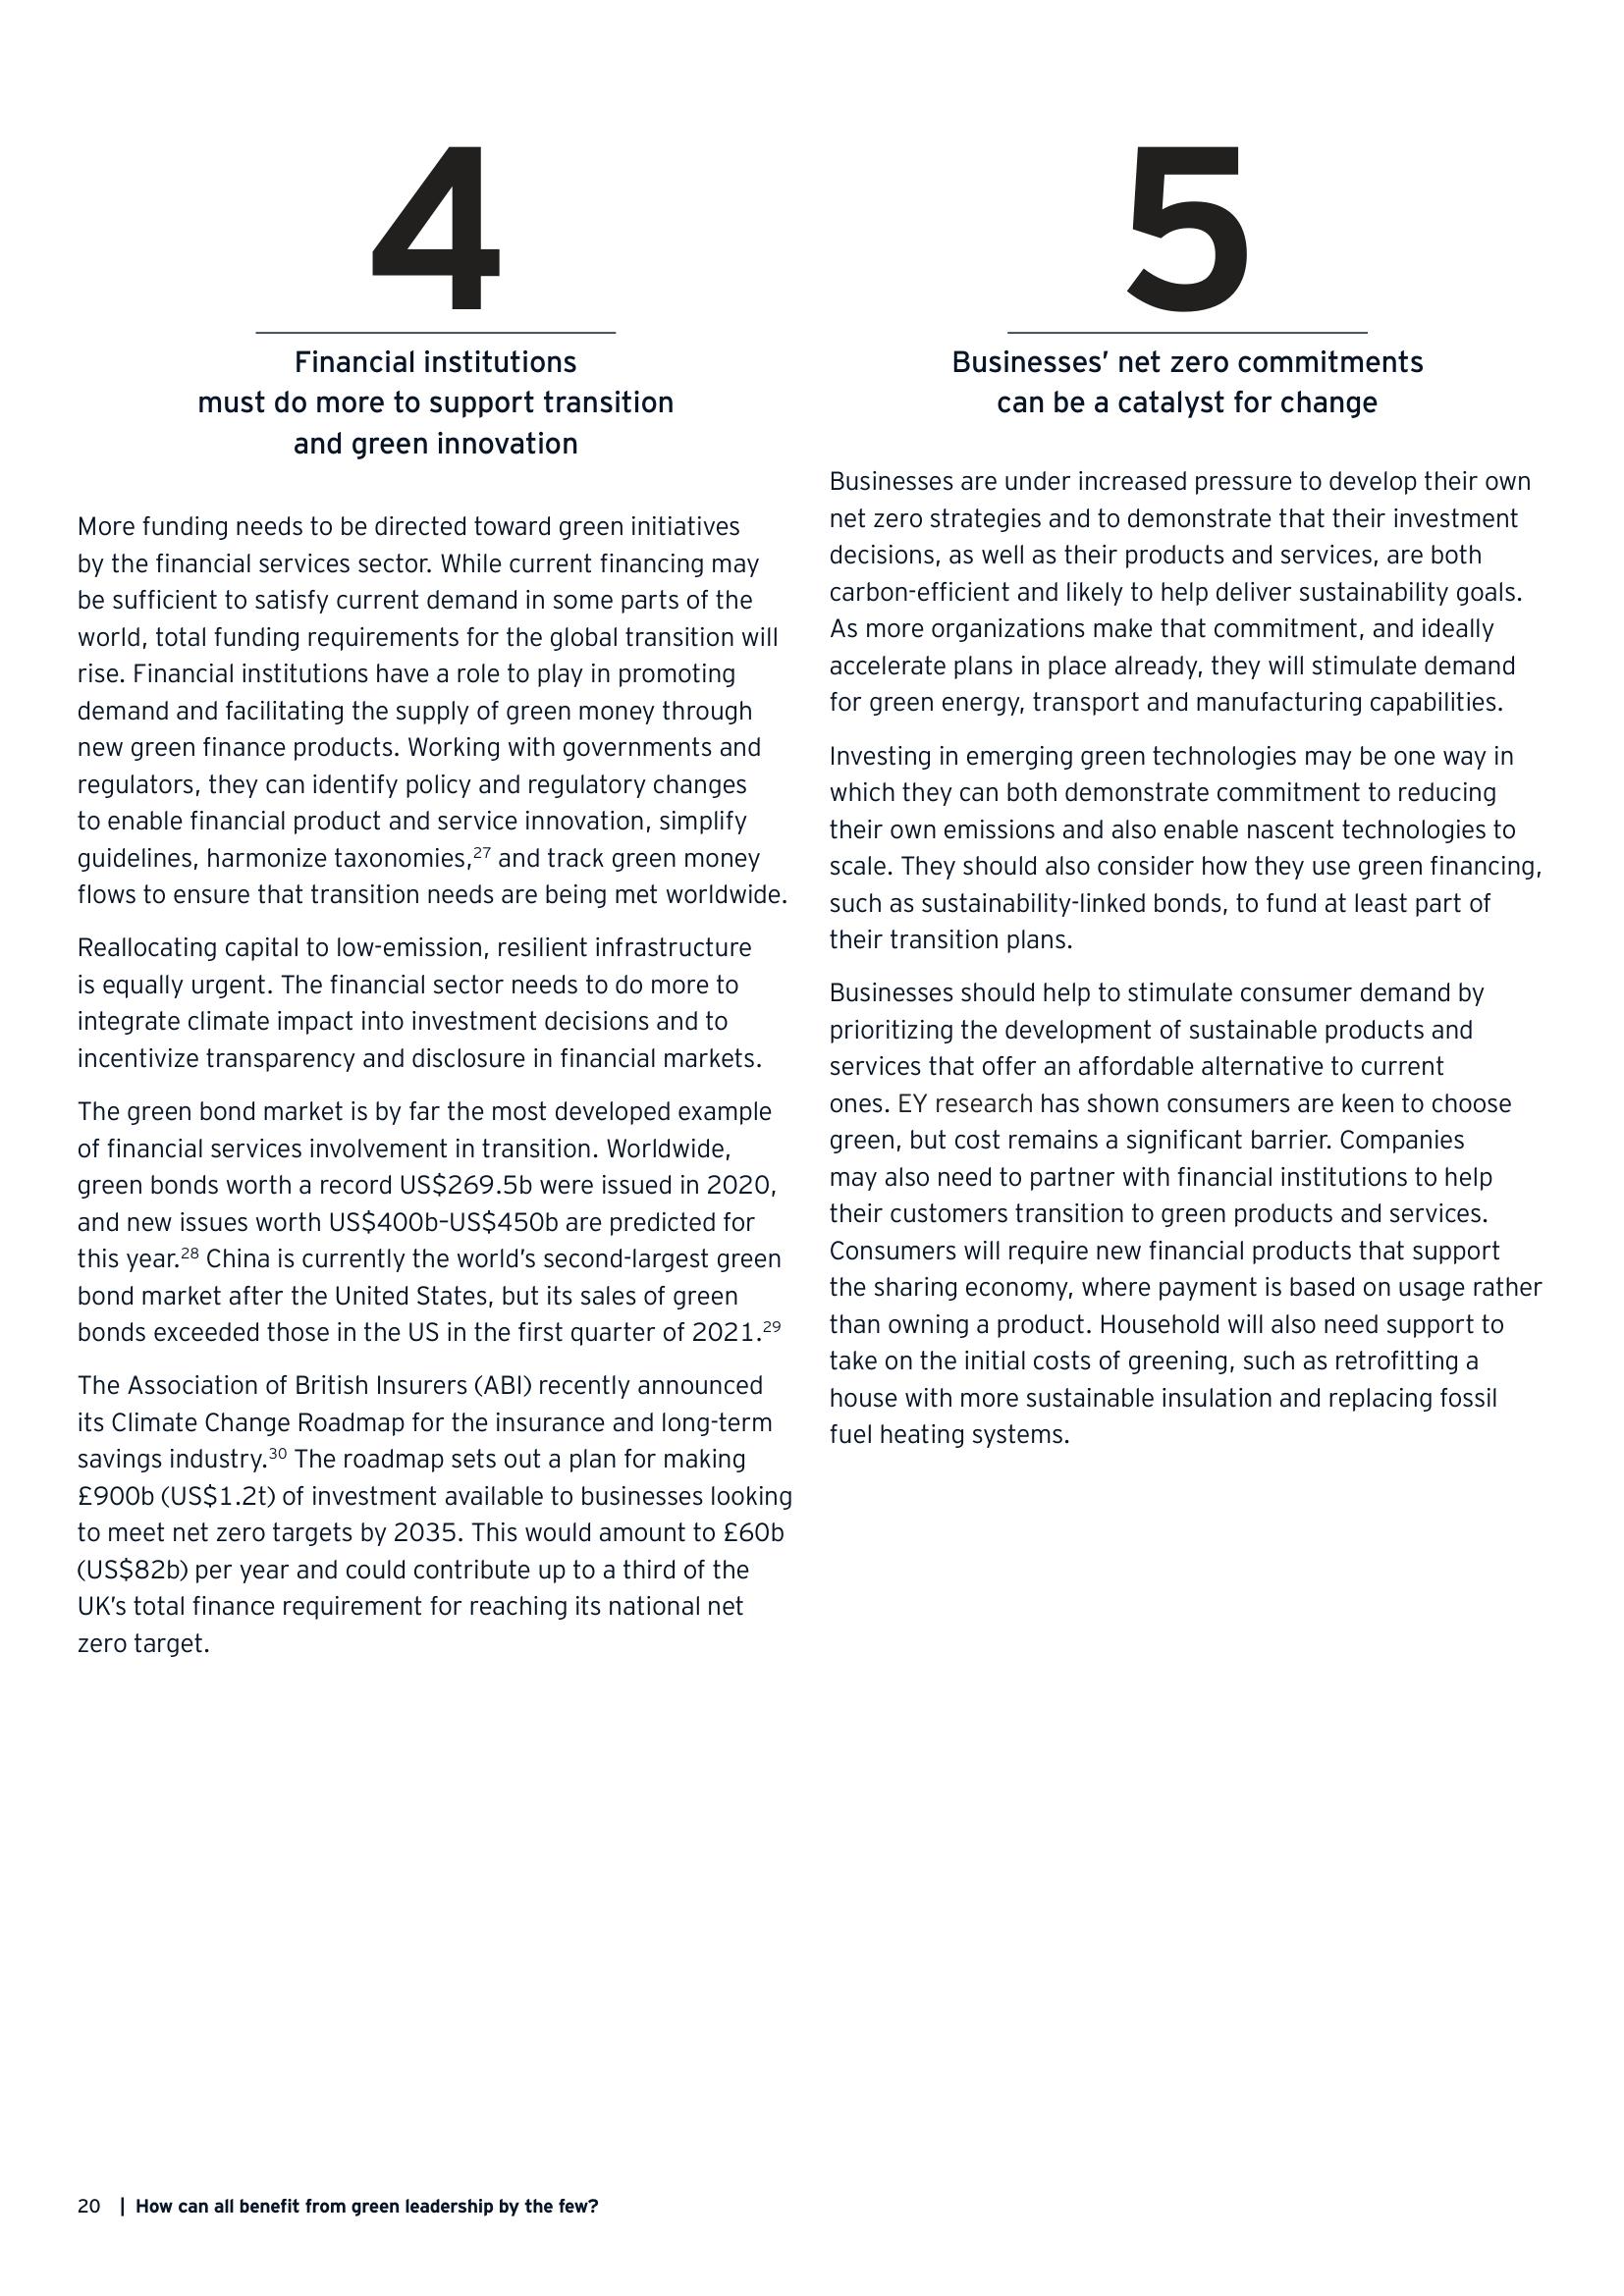 4
Financial institutions
must do more to support transition
and green innovation
More funding needs to be directed toward green initiatives
by the financial services sector. While current financing may
be sufficient to satisfy current demand in some parts of the
world, total funding requirements for the global transition will
rise. Financial institutions have a role to play in promoting
demand and facilitating the supply of green money through
new green finance products. Working with governments and
regulators, they can identify policy and regulatory changes
to enable financial product and service innovation, simplify
guidelines, harmonize taxonomies,27 and track green money
flows to ensure that transition needs are being met worldwide.
Reallocating capital to low-emission, resilient infrastructure
is equally urgent. The financial sector needs to do more to
integrate climate impact into investment decisions and to
incentivize transparency and disclosure in financial markets.
The green bond market is by far the most developed example
of financial services involvement in transition. Worldwide,
green bonds worth a record US$269.5b were issued in 2020,
and new issues worth US$400b–US$450b are predicted for
this year.28 China is currently the world's second-largest green
bond market after the United States, but its sales of green
bonds exceeded those in the US in the first quarter of 2021.29
The Association of British Insurers (ABI) recently announced
its Climate Change Roadmap for the insurance and long-term
savings industry.30 The roadmap sets out a plan for making
£900b (US$1.2t) of investment available to businesses looking
to meet net zero targets by 2035. This would amount to £60b
(US$82b) per year and could contribute up to a third of the
UK's total finance requirement for reaching its national net
zero target.
5
Businesses' net zero commitments
can be a catalyst for change
Businesses are under increased pressure to develop their own
net zero strategies and to demonstrate that their investment
decisions, as well as their products and services, are both
carbon-efficient and likely to help deliver sustainability goals.
As more organizations make that commitment, and ideally
accelerate plans in place already, they will stimulate demand
for green energy, transport and manufacturing capabilities.
Investing in emerging green technologies may be one way in
which they can both demonstrate commitment to reducing
their own emissions and also enable nascent technologies to
scale. They should also consider how they use green financing,
such as sustainability-linked bonds, to fund at least part of
their transition plans.
Businesses should help to stimulate consumer demand by
prioritizing the development of sustainable products and
services that offer an affordable alternative to current
ones. EY research has shown consumers are keen to choose
green, but cost remains a significant barrier. Companies
may also need to partner with financial institutions to help
their customers transition to green products and services.
Consumers will require new financial products that support
the sharing economy, where payment is based on usage rather
than owning a product. Household will also need support to
take on the initial costs of greening, such as retrofitting a
house with more sustainable insulation and replacing fossil
fuel heating systems.
20 | How can all benefit from green leadership by the few?